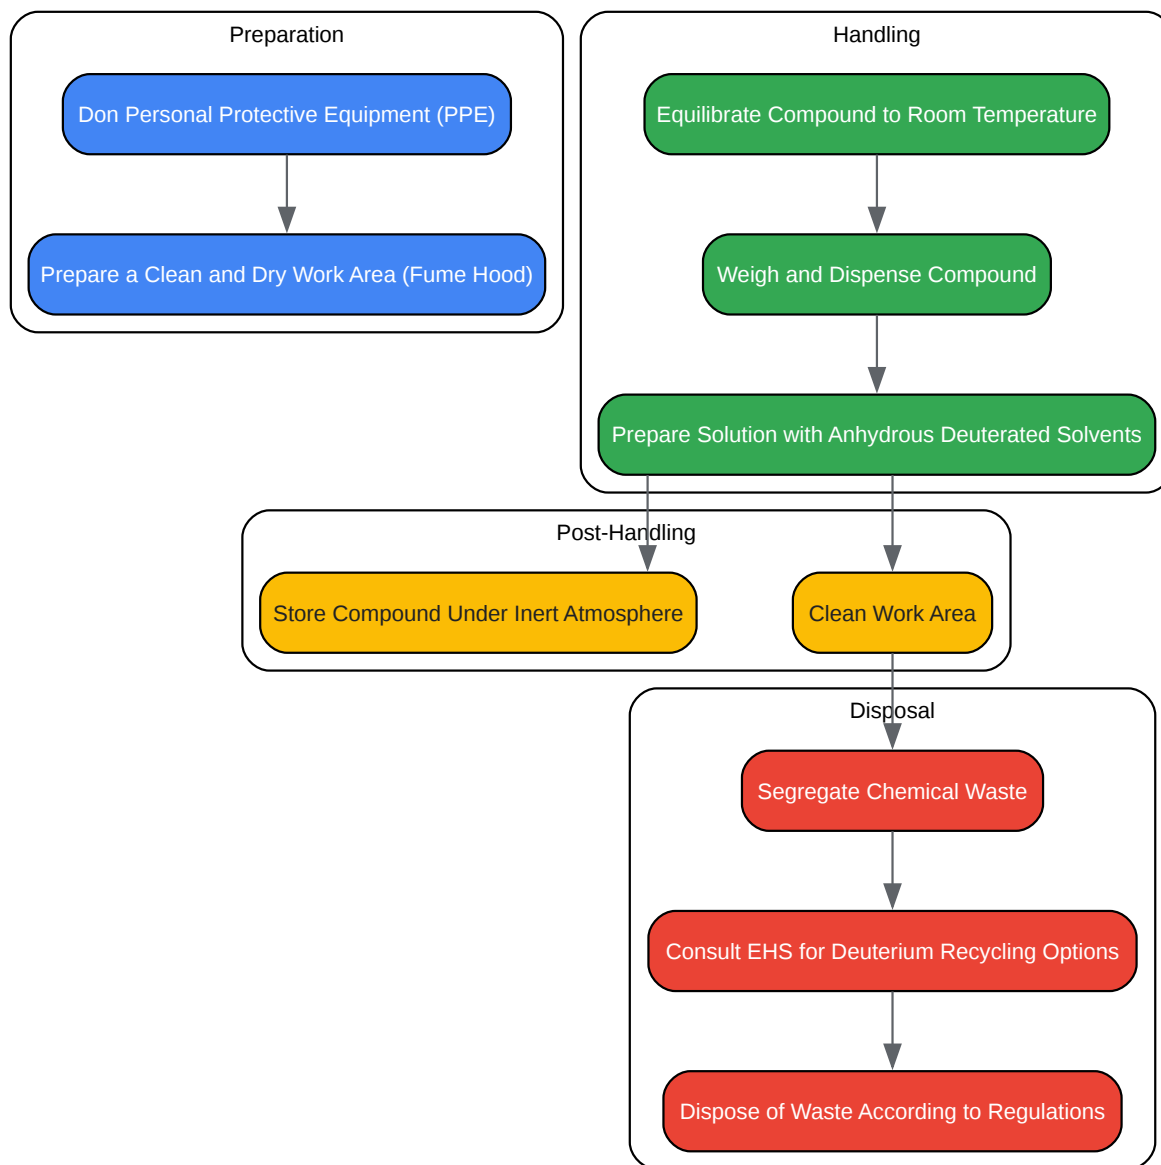 Preparation
Don Personal Protective Equipment (PPE)
Prepare a Clean and Dry Work Area (Fume Hood)
Handling
Equilibrate Compound to Room Temperature
Weigh and Dispense Compound
Prepare Solution with Anhydrous Deuterated Solvents
Post-Handling
Store Compound Under Inert Atmosphere
Clean Work Area
Disposal
Segregate Chemical Waste
Consult EHS for Deuterium Recycling Options
Dispose of Waste According to Regulations